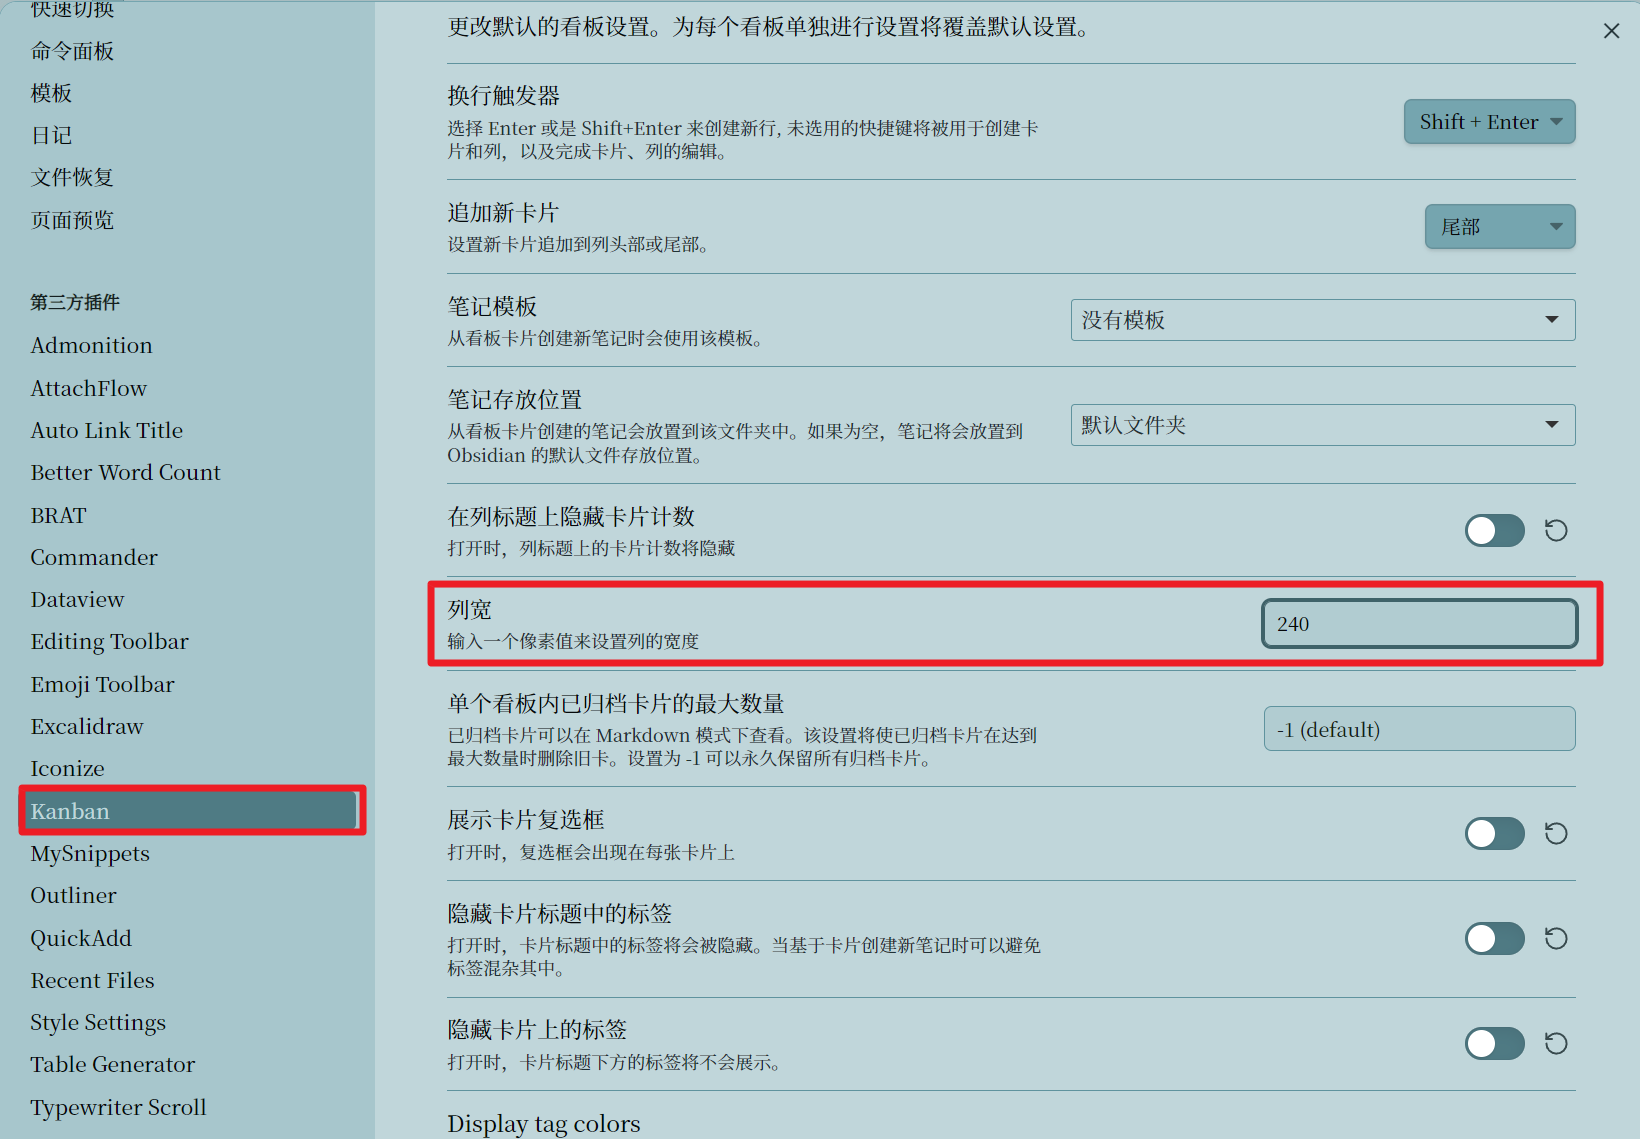 快速切换
命令面板
模板
日记
文件恢复
页面预览
第三方插件
Admonition
AttachFlow
Auto Link Title
Better Word Count
BRAT
Commander
Dataview
Editing Toolbar
Emoji Toolbar
Excalidraw
Iconize
Kanban
MySnippets
Outliner
QuickAdd
Recent Files
Style Settings
Table Generator
Typewriter Scroll
更改默认的看板设置。为每个看板单独进行设置将覆盖默认设置。
换行触发器
选择 Enter 或是 Shift+Enter 来创建新行, 未选用的快捷键将被用于创建卡
片和列，以及完成卡片、列的编辑。
Shift + Enter
追加新卡片
设置新卡片追加到列头部或尾部。
尾部
笔记模板
从看板卡片创建新笔记时会使用该模板。
没有模板
笔记存放位置
从看板卡片创建的笔记会放置到该文件夹中。如果为空，笔记将会放置到
Obsidian 的默认文件存放位置。
默认文件夹
在列标题上隐藏卡片计数
打开时，列标题上的卡片计数将隐藏
列宽
输入一个像素值来设置列的宽度
240
单个看板内已归档卡片的最大数量
已归档卡片可以在 Markdown 模式下查看。该设置将使已归档卡片在达到
最大数量时删除旧卡。设置为 -1 可以永久保留所有归档卡片。
-1 (default)
展示卡片复选框
打开时，复选框会出现在每张卡片上
隐藏卡片标题中的标签
打开时，卡片标题中的标签将会被隐藏。当基于卡片创建新笔记时可以避免
标签混杂其中。
隐藏卡片上的标签
打开时，卡片标题下方的标签将不会展示。
Display tag colors